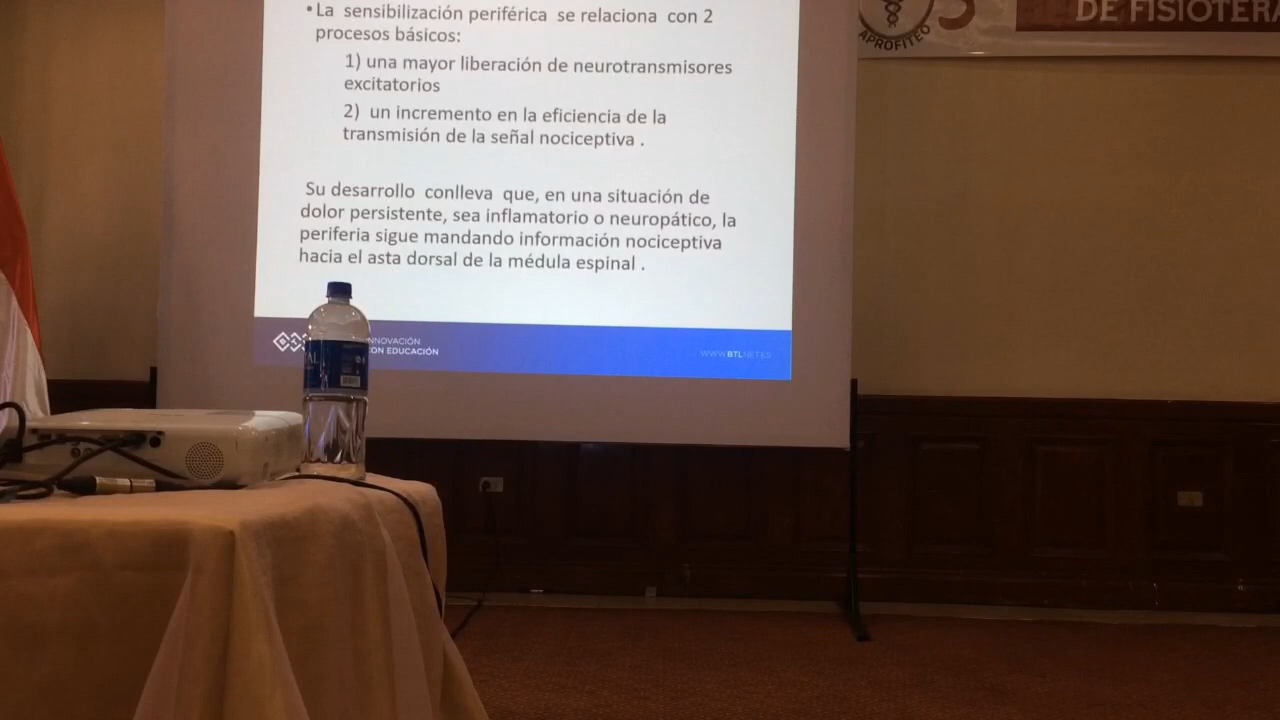 • La sensibilización periférica se relaciona con 2
procesos básicos:
1) una mayor liberación de neurotransmisores
excitatorios
2) un incremento en la eficiencia de la
transmisión de la señal nociceptiva .
Su desarrollo conlleva que, en una situación de
dolor persistente, sea inflamatorio o neuropático, la
periferia sigue mandando información nociceptiva
hacia el asta dorsal de la médula espinal .
NNOVACIÓN
CON EDUCACIÓN
WWW.BTLNET.ES
APROFITEO
DE FISIOTERA